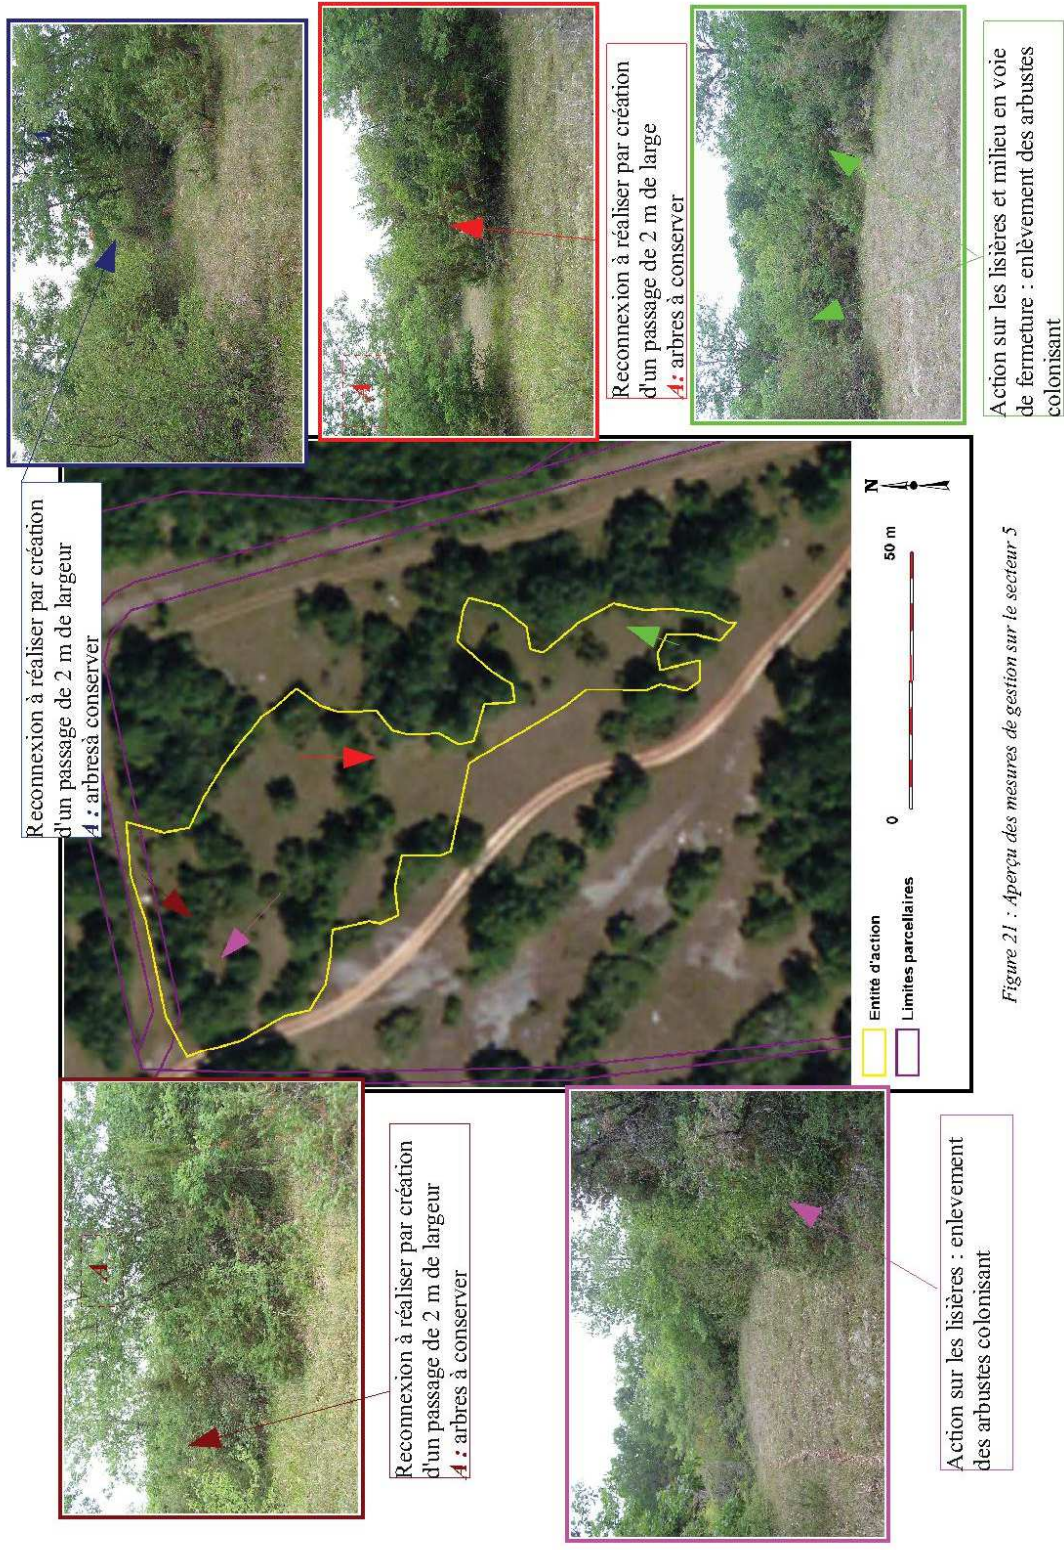 Reconnexion à réaliser par création
d'un passage de 2 m de largeur
A : arbres à conserver
A
Action sur les lisières : enlevement
des arbustes colonisant
Reconnexion à réaliser par création
d'un passage de 2 m de largeur
A : arbresà conserver
A
Reconnexion à réaliser par création
d'un passage de 2 m de large
A: arbres à conserver
A
Action sur les lisières et milieu en voie
de fermeture : enlèvement des arbustes
colonisant
Entité d'action
Limites parcellaires
0
50 m
N
Figure 21 : Aperçu des mesures de gestion sur le secteur 5